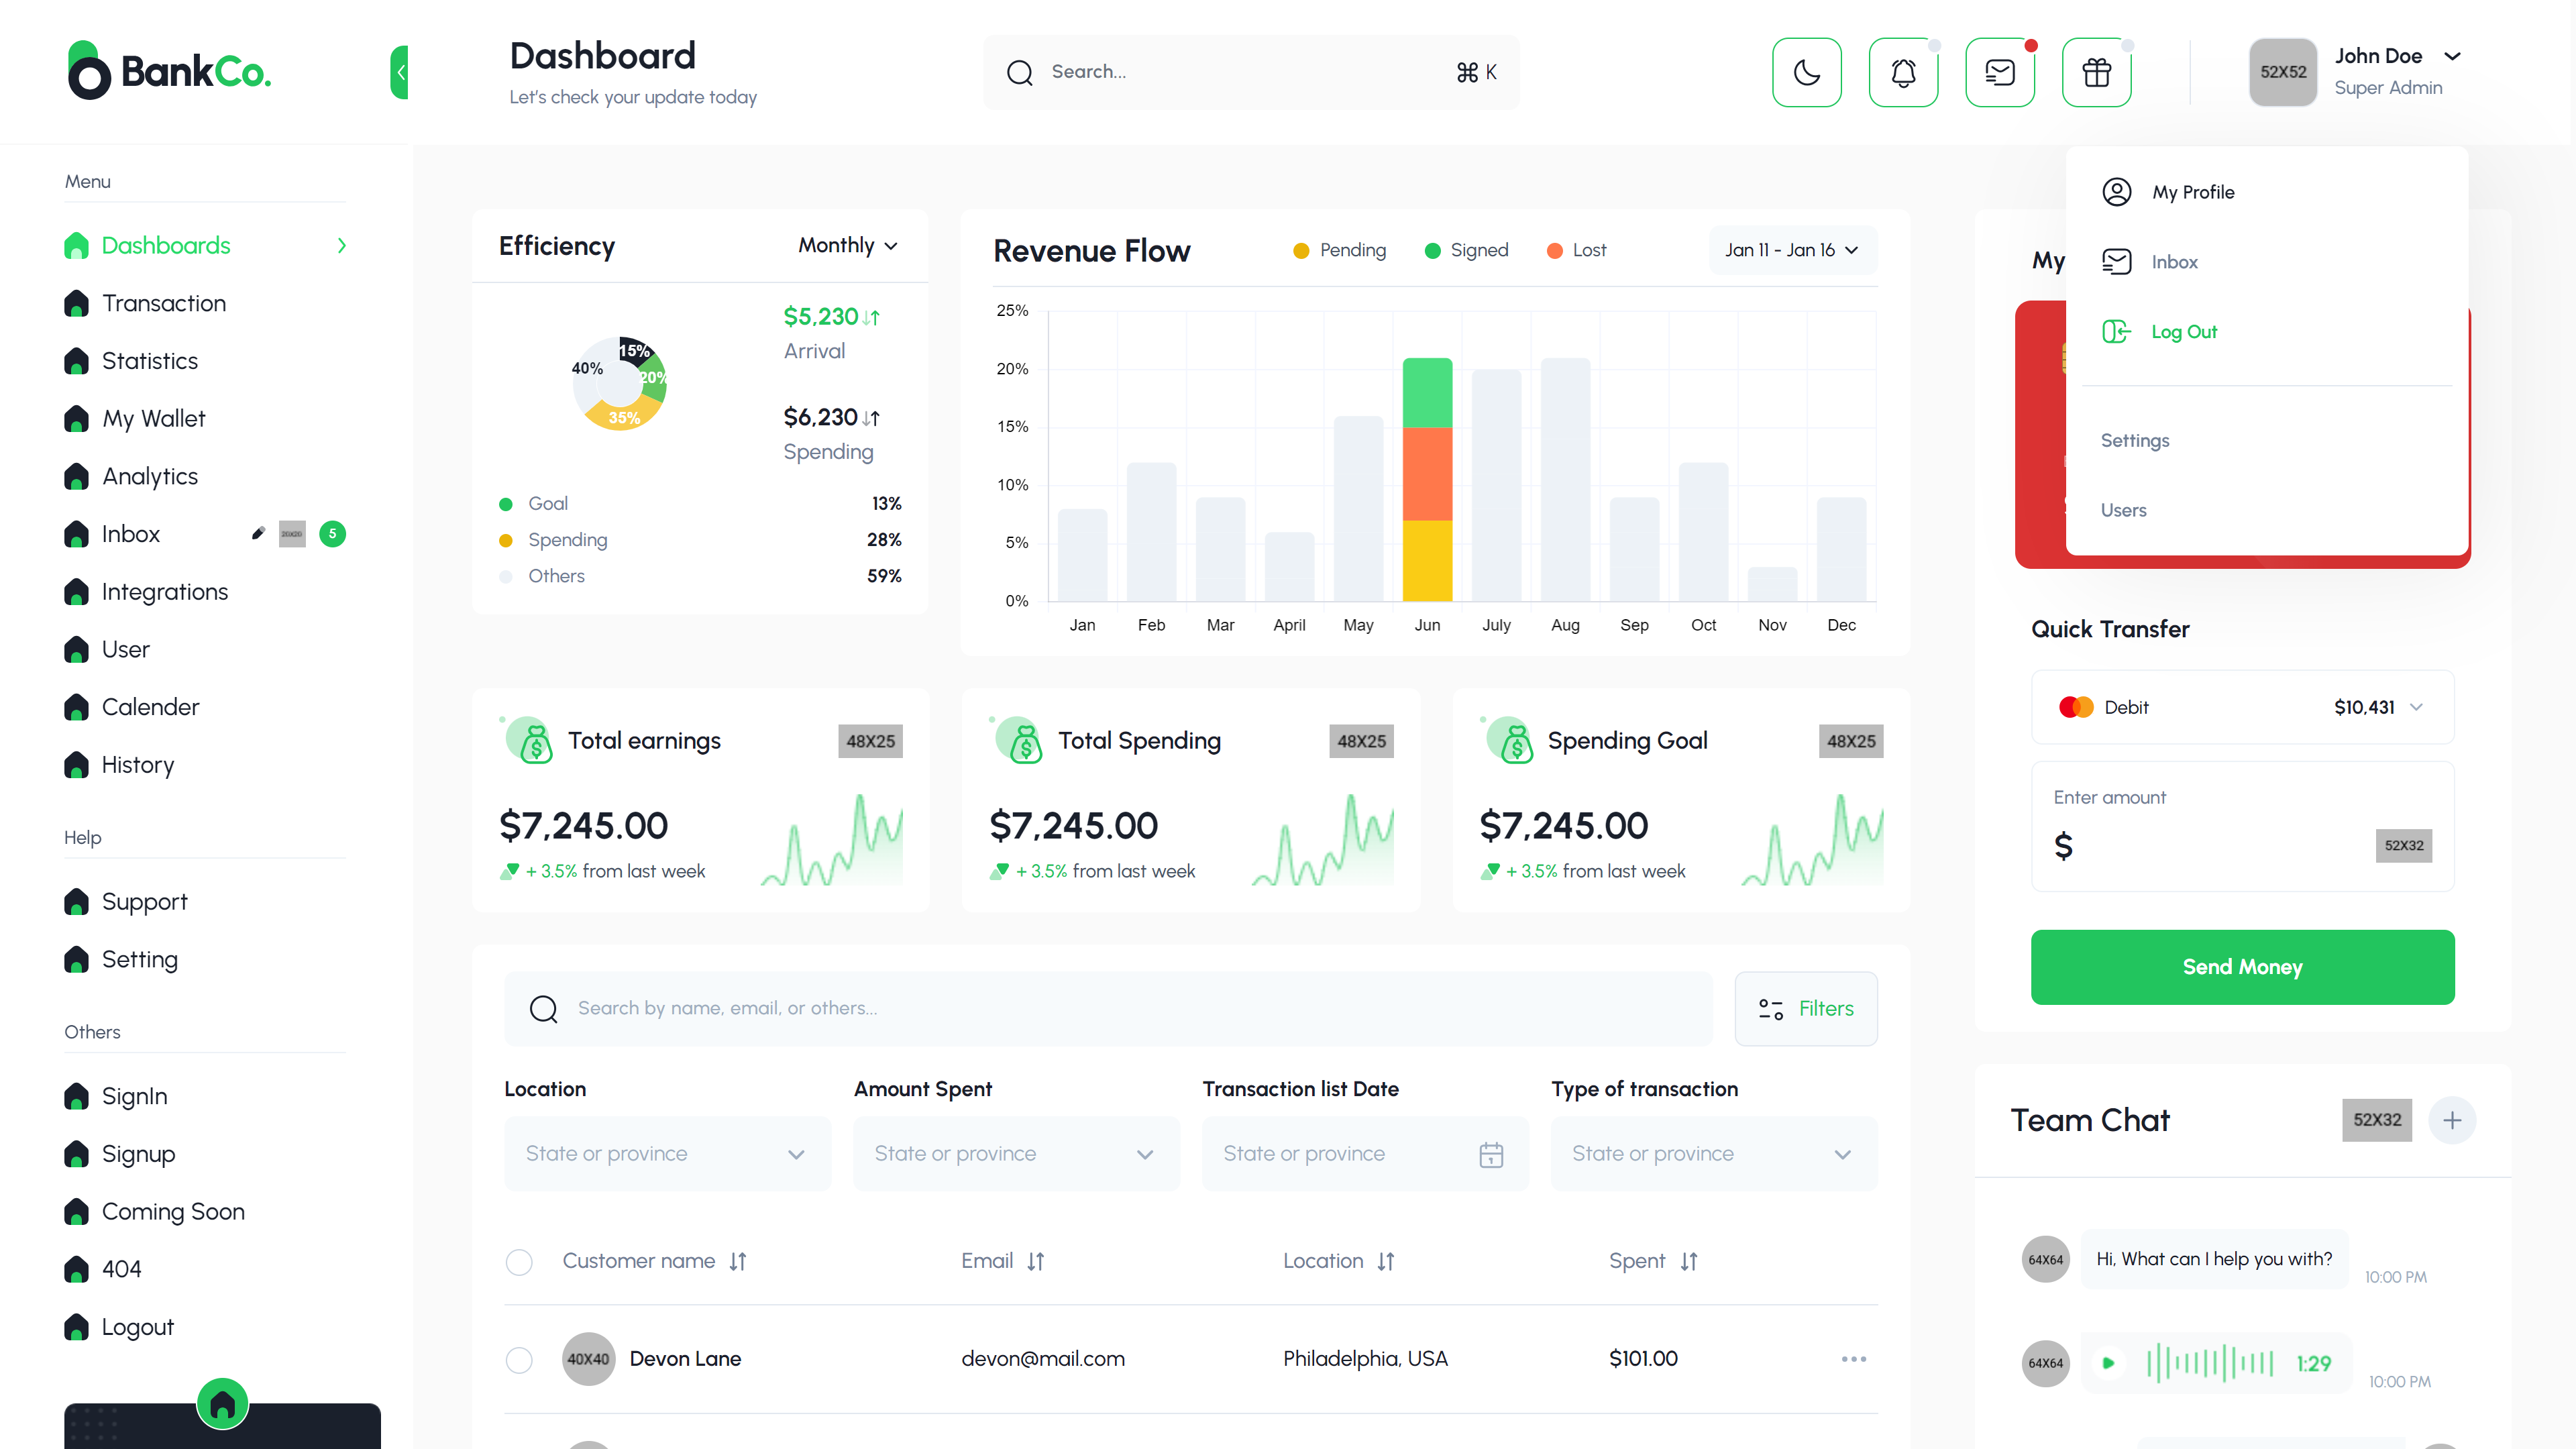 BankCo.
Dashboard
Let's check your update today
Search...
⌘ K
52X52
John Doe
Super Admin
Menu
Dashboards
Transaction
Statistics
My Wallet
Analytics
Inbox
5
Integrations
User
Calender
History
Help
Support
Setting
Others
SignIn
Signup
Coming Soon
404
Logout
Efficiency
Monthly
15%
20%
35%
40%
$5,230
Arrival
$6,230
Spending
Goal 13%
Spending 28%
Others 59%
Revenue Flow
Pending
Signed
Lost
Jan 11 - Jan 16
25%
20%
15%
10%
5%
0%
Jan Feb Mar April May Jun July Aug Sep Oct Nov Dec
My
My Profile
Inbox
Log Out
Settings
Users
Total earnings
48X25
$7,245.00
+ 3.5% from last week
Total Spending
48X25
$7,245.00
+ 3.5% from last week
Spending Goal
48X25
$7,245.00
+ 3.5% from last week
Quick Transfer
Debit
$10,431
Enter amount
$
52X32
Send Money
Search by name, email, or others...
Filters
Location
State or province
Amount Spent
State or province
Transaction list Date
State or province
Type of transaction
State or province
Customer name
Email
Location
Spent
40X40
Devon Lane
devon@mail.com
Philadelphia, USA
$101.00
Team Chat
52X32
64X64
Hi, What can I help you with?
10:00 PM
64X64
1:29
10:00 PM